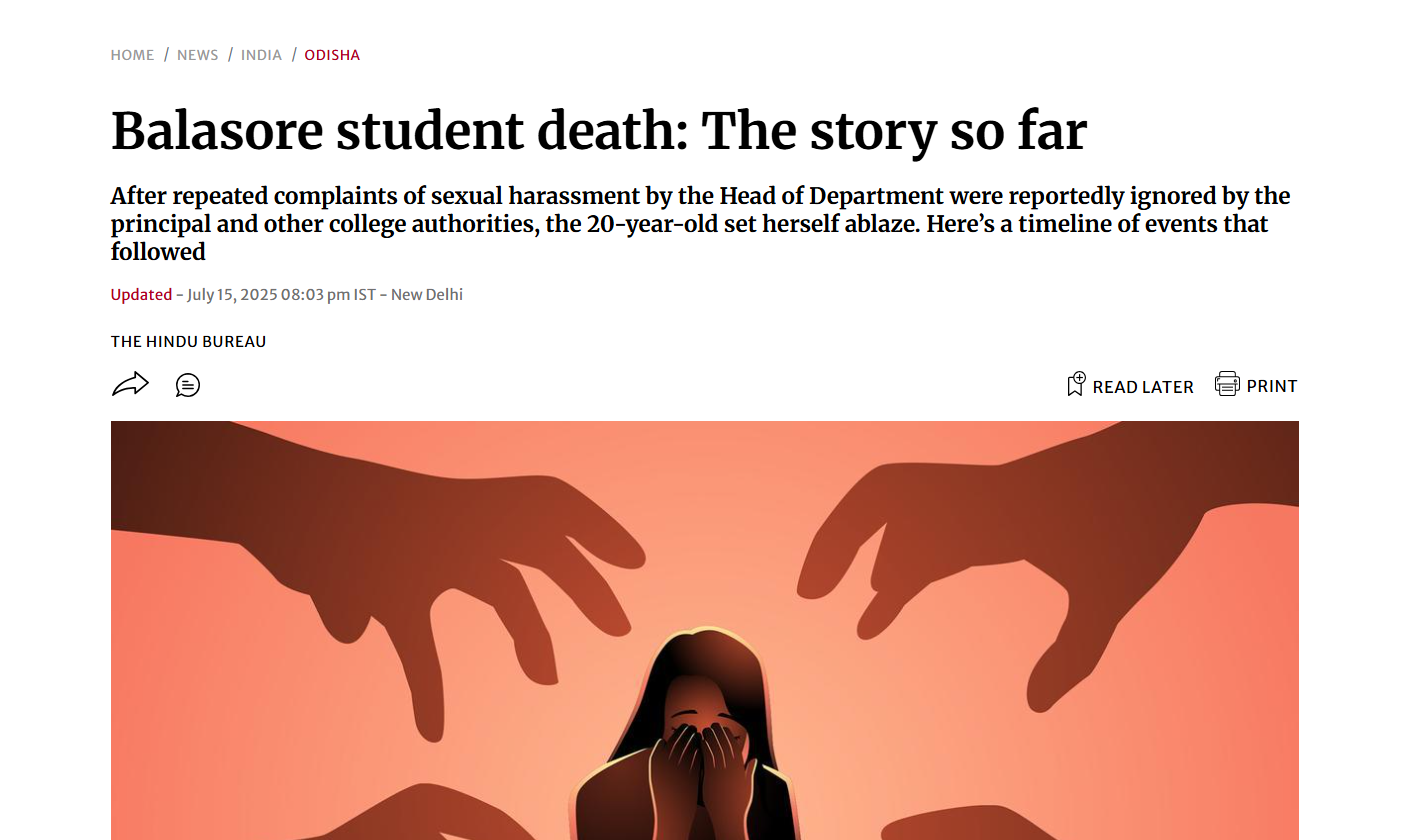 HOME / NEWS / INDIA / ODISHA
Balasore student death: The story so far
After repeated complaints of sexual harassment by the Head of Department were reportedly ignored by the
principal and other college authorities, the 20-year-old set herself ablaze. Here’s a timeline of events that
followed
Updated - July 15, 2025 08:03 pm IST - New Delhi
THE HINDU BUREAU
READ LATER PRINT